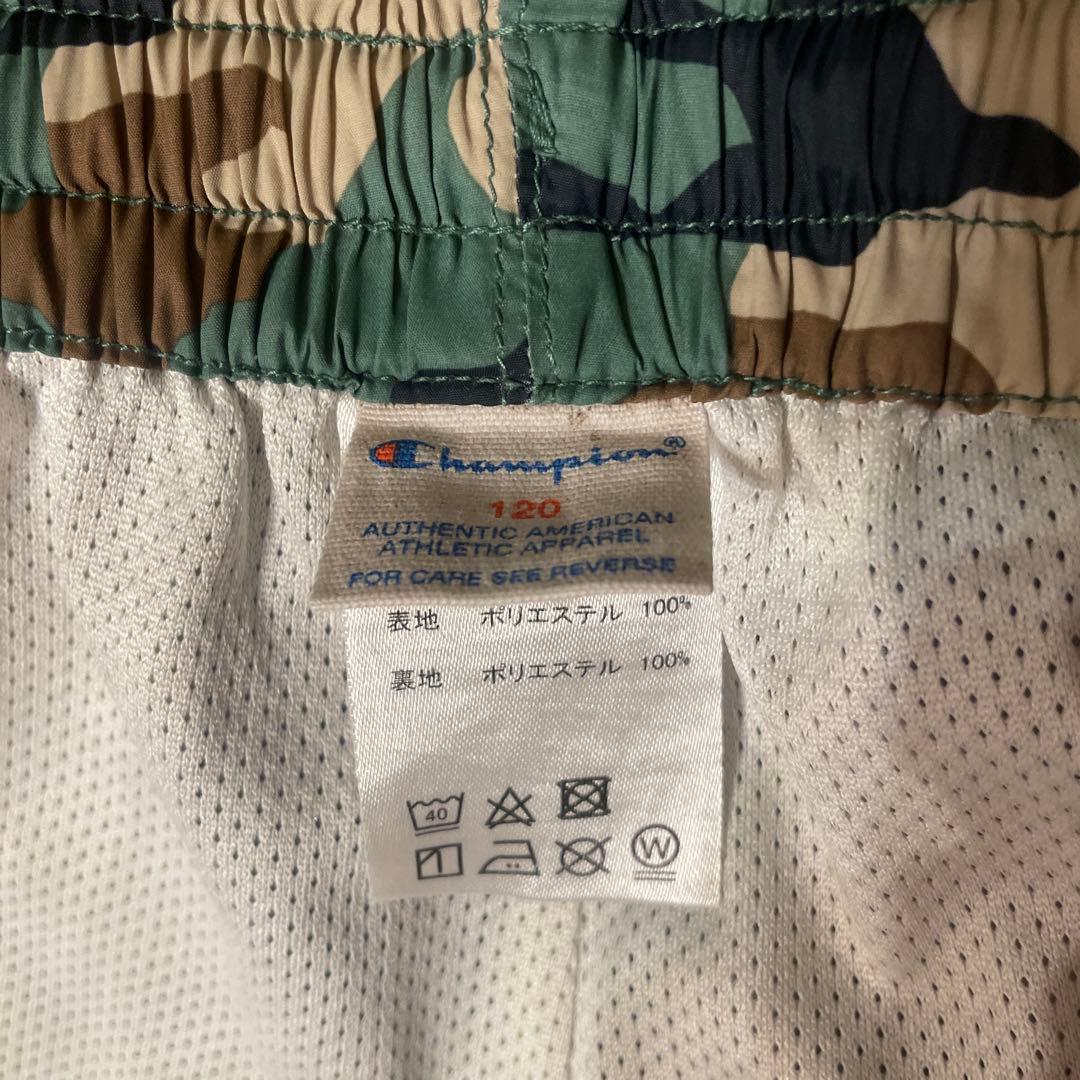 Champion®
120
AUTHENTIC AMERICAN
ATHLETIC APPAREL
FOR CARE SEE REVERSE
表地 ポリエステル 100%
裏地 ポリエステル 100%
40
W